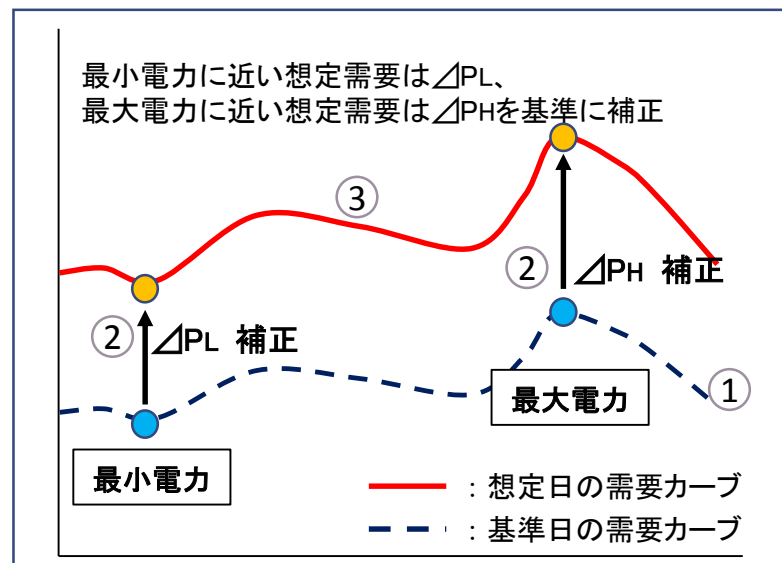 最小電力に近い想定需要は⊿PL、
最大電力に近い想定需要は⊿PHを基準に補正
③
②
⊿PH 補正
②
⊿PL 補正
①
最大電力
最小電力
：想定日の需要カーブ
：基準日の需要カーブ